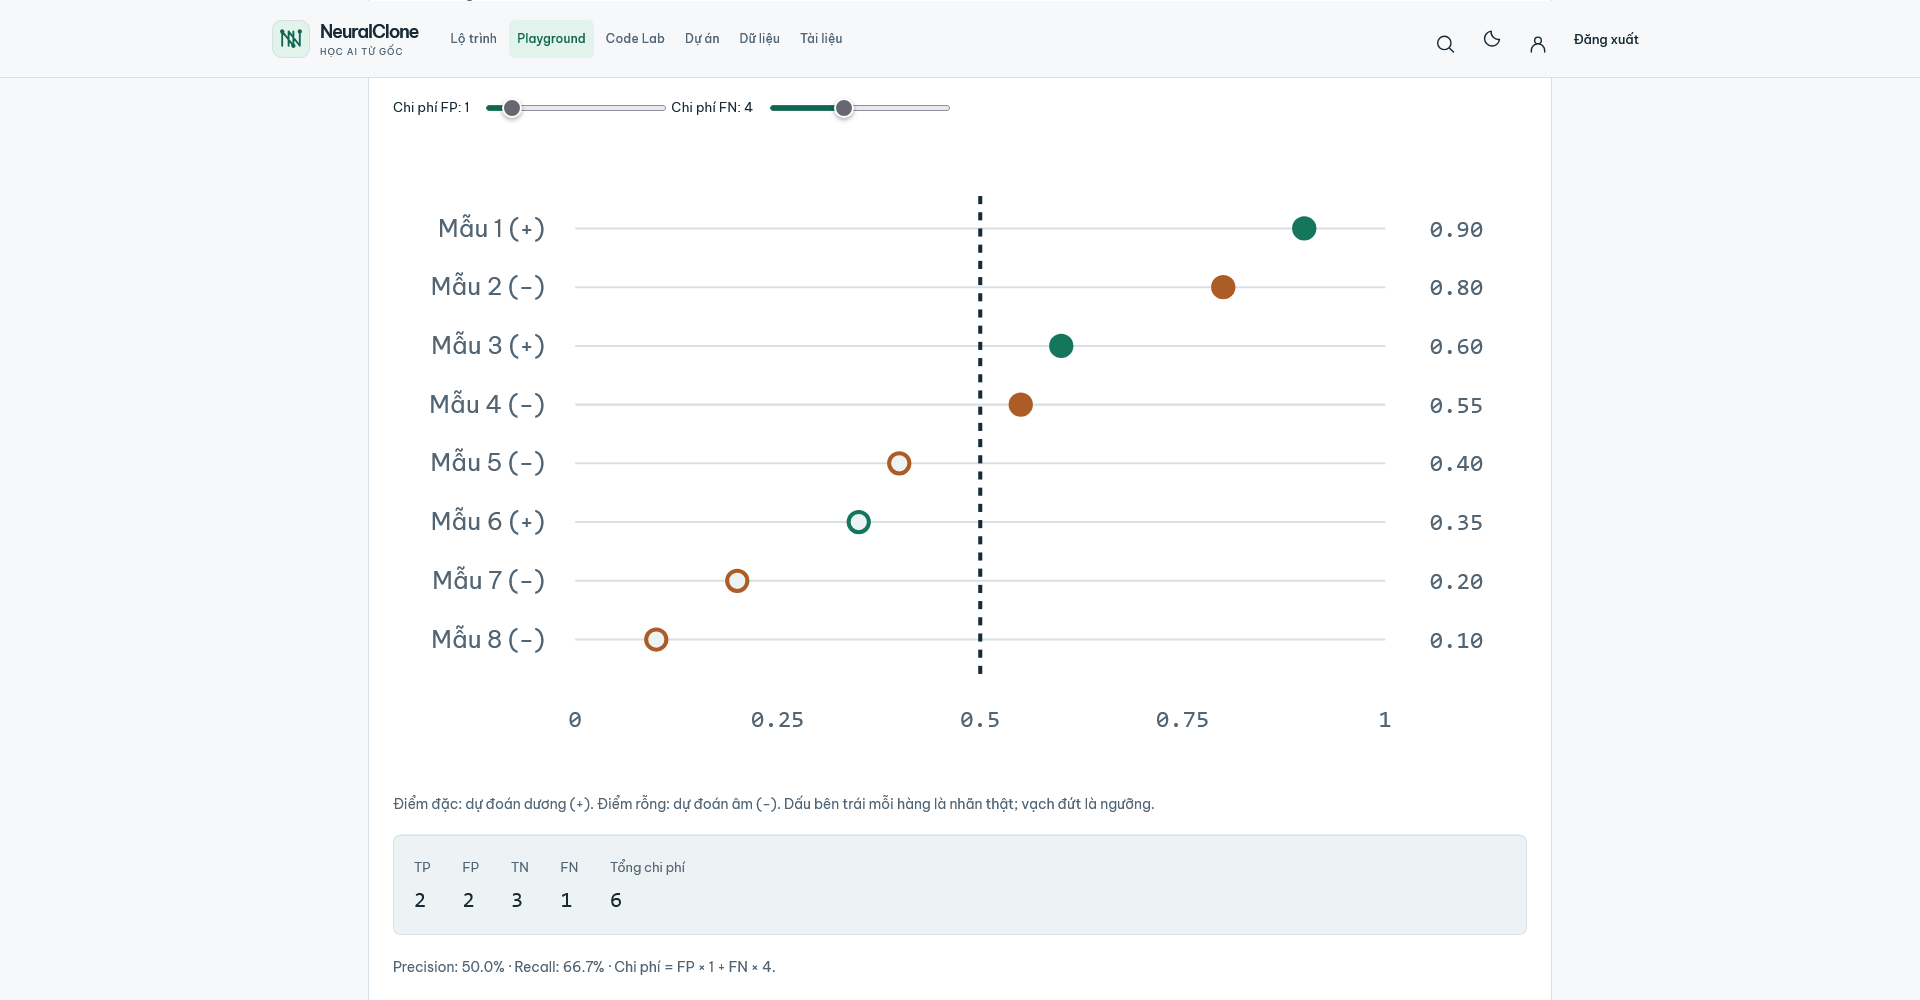 NeuralClone
HỌC AI TỪ GỐC
Lộ trình
Playground
Code Lab
Dự án
Dữ liệu
Tài liệu
Đăng xuất
Chi phí FP: 1
Chi phí FN: 4
Mẫu 1 (+) 0.90
Mẫu 2 (−) 0.80
Mẫu 3 (+) 0.60
Mẫu 4 (−) 0.55
Mẫu 5 (−) 0.40
Mẫu 6 (+) 0.35
Mẫu 7 (−) 0.20
Mẫu 8 (−) 0.10
0 0.25 0.5 0.75 1
Điểm đặc: dự đoán dương (+). Điểm rỗng: dự đoán âm (−). Dấu bên trái mỗi hàng là nhãn thật; vạch đứt là ngưỡng.
TP FP TN FN Tổng chi phí
2 2 3 1 6
Precision: 50.0% · Recall: 66.7% · Chi phí = FP × 1 + FN × 4.